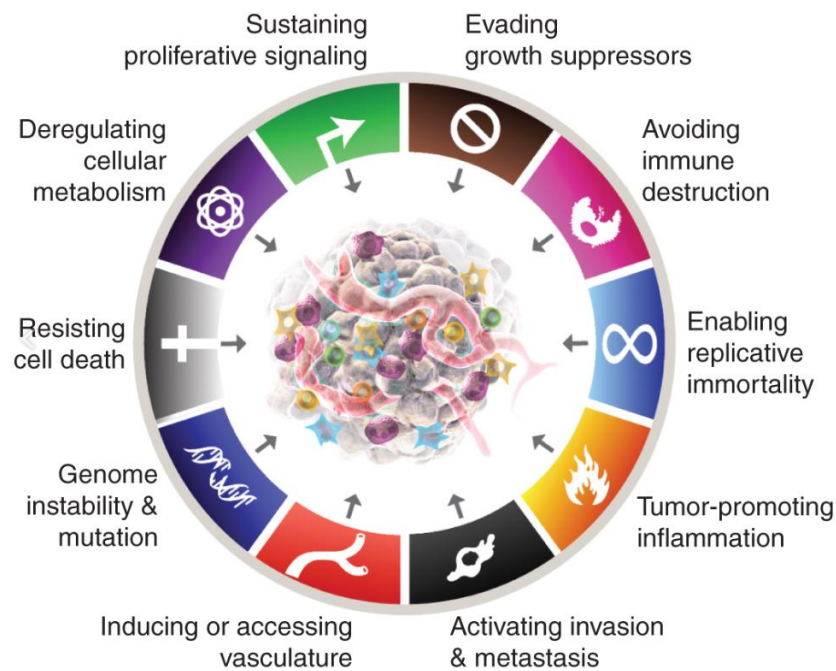 Sustaining
proliferative signaling
Evading
growth suppressors
Avoiding
immune
destruction
Enabling
replicative
immortality
Tumor-promoting
inflammation
Activating invasion
& metastasis
Inducing or accessing
vasculature
Genome
instability &
mutation
Resisting
cell death
Deregulating
cellular
metabolism